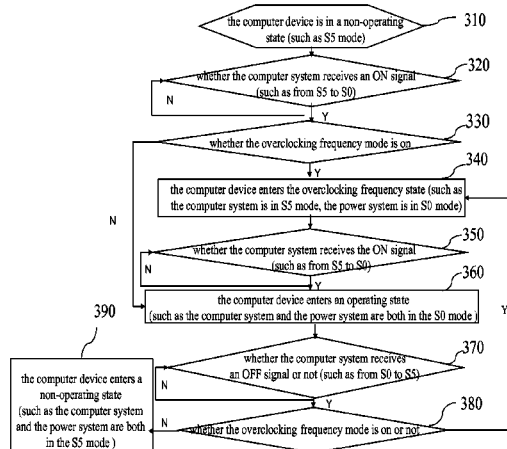 the computer device is in a non-operating
state (such as S5 mode)
310
whether the computer system receives an ON signal
(such as from S5 to S0)
320
N
Y
330
whether the overclocking frequency mode is on
Y
340
the computer device enters the overclocking frequency state (such as
the computer system is in S5 mode, the power system is in S0 mode)
N
350
whether the computer system receives the ON signal
(such as from S5 to S0)
N
Y
360
the computer device enters an operating state
(such as the computer system and the power system are both in the S0 mode )
390
Y
370
whether the computer system receives
an OFF signal or not (such as from S0 to S5)
the computer device enters a
non-operating state
(such as the computer system
and the power system are both
in the S5 mode )
N
Y
380
N
whether the overclocking frequency mode is on or not